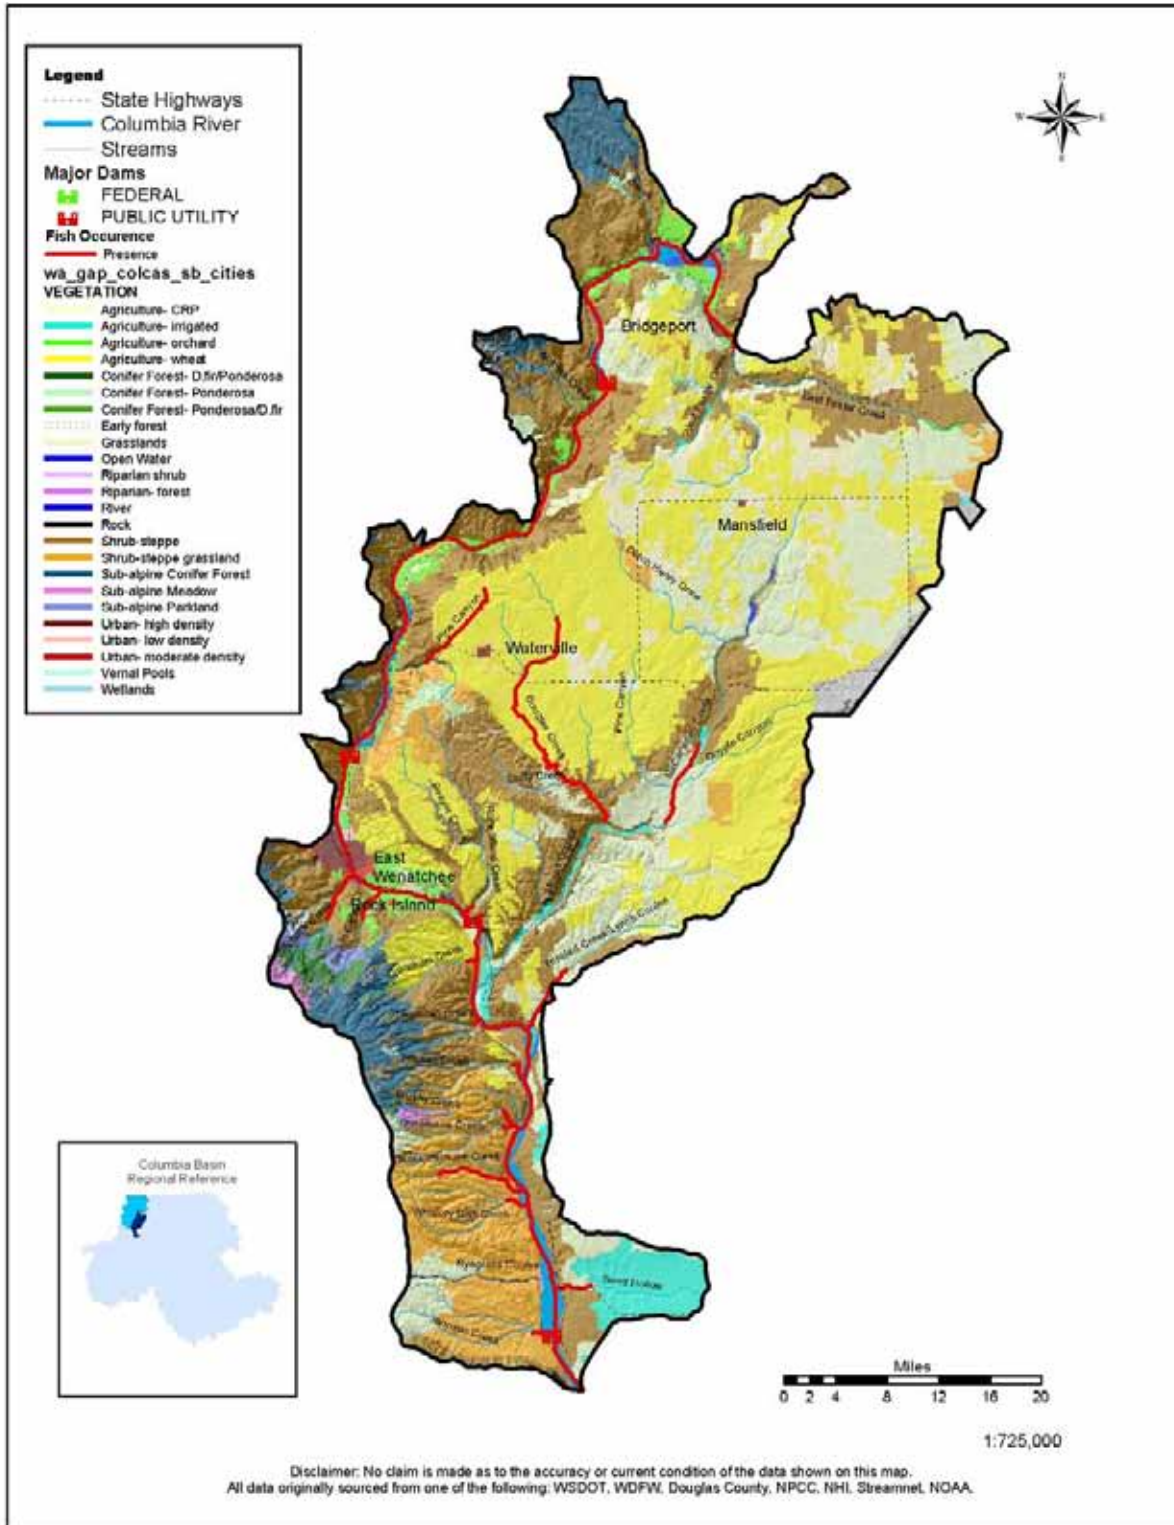 Legend
State Highways
Columbia River
Streams
Major Dams
FEDERAL
PUBLIC UTILITY
Fish Occurence
Presence
wa_gap_colcas_sb_cities
VEGETATION
Agriculture- CRP
Agriculture- irrigated
Agriculture- orchard
Agriculture- wheat
Conifer Forest- D.fir/Ponderosa
Conifer Forest- Ponderosa
Conifer Forest- Ponderosa/D.fir
Early forest
Grasslands
Open Water
Riparian shrub
Riparian- forest
River
Rock
Shrub-steppe
Shrub-steppe grassland
Sub-alpine Conifer Forest
Sub-alpine Meadow
Sub-alpine Parkland
Urban- high density
Urban- low density
Urban- moderate density
Vernal Pools
Wetlands
N
W
E
S
Bridgeport
East Foster Creek
Mansfield
Pine Canyon
Waterville
Douglas Creek
Pine Canyon
Coyote Canyon
East
Wenatchee
Rock Island
Columbia Basin
Regional Reference
Miles
0 2 4 8 12 16 20
1:725,000
Disclaimer: No claim is made as to the accuracy or current condition of the data shown on this map.
All data originally sourced from one of the following: WSDOT, WDFW, Douglas County, NPCC, NHI, Streamnet, NOAA.